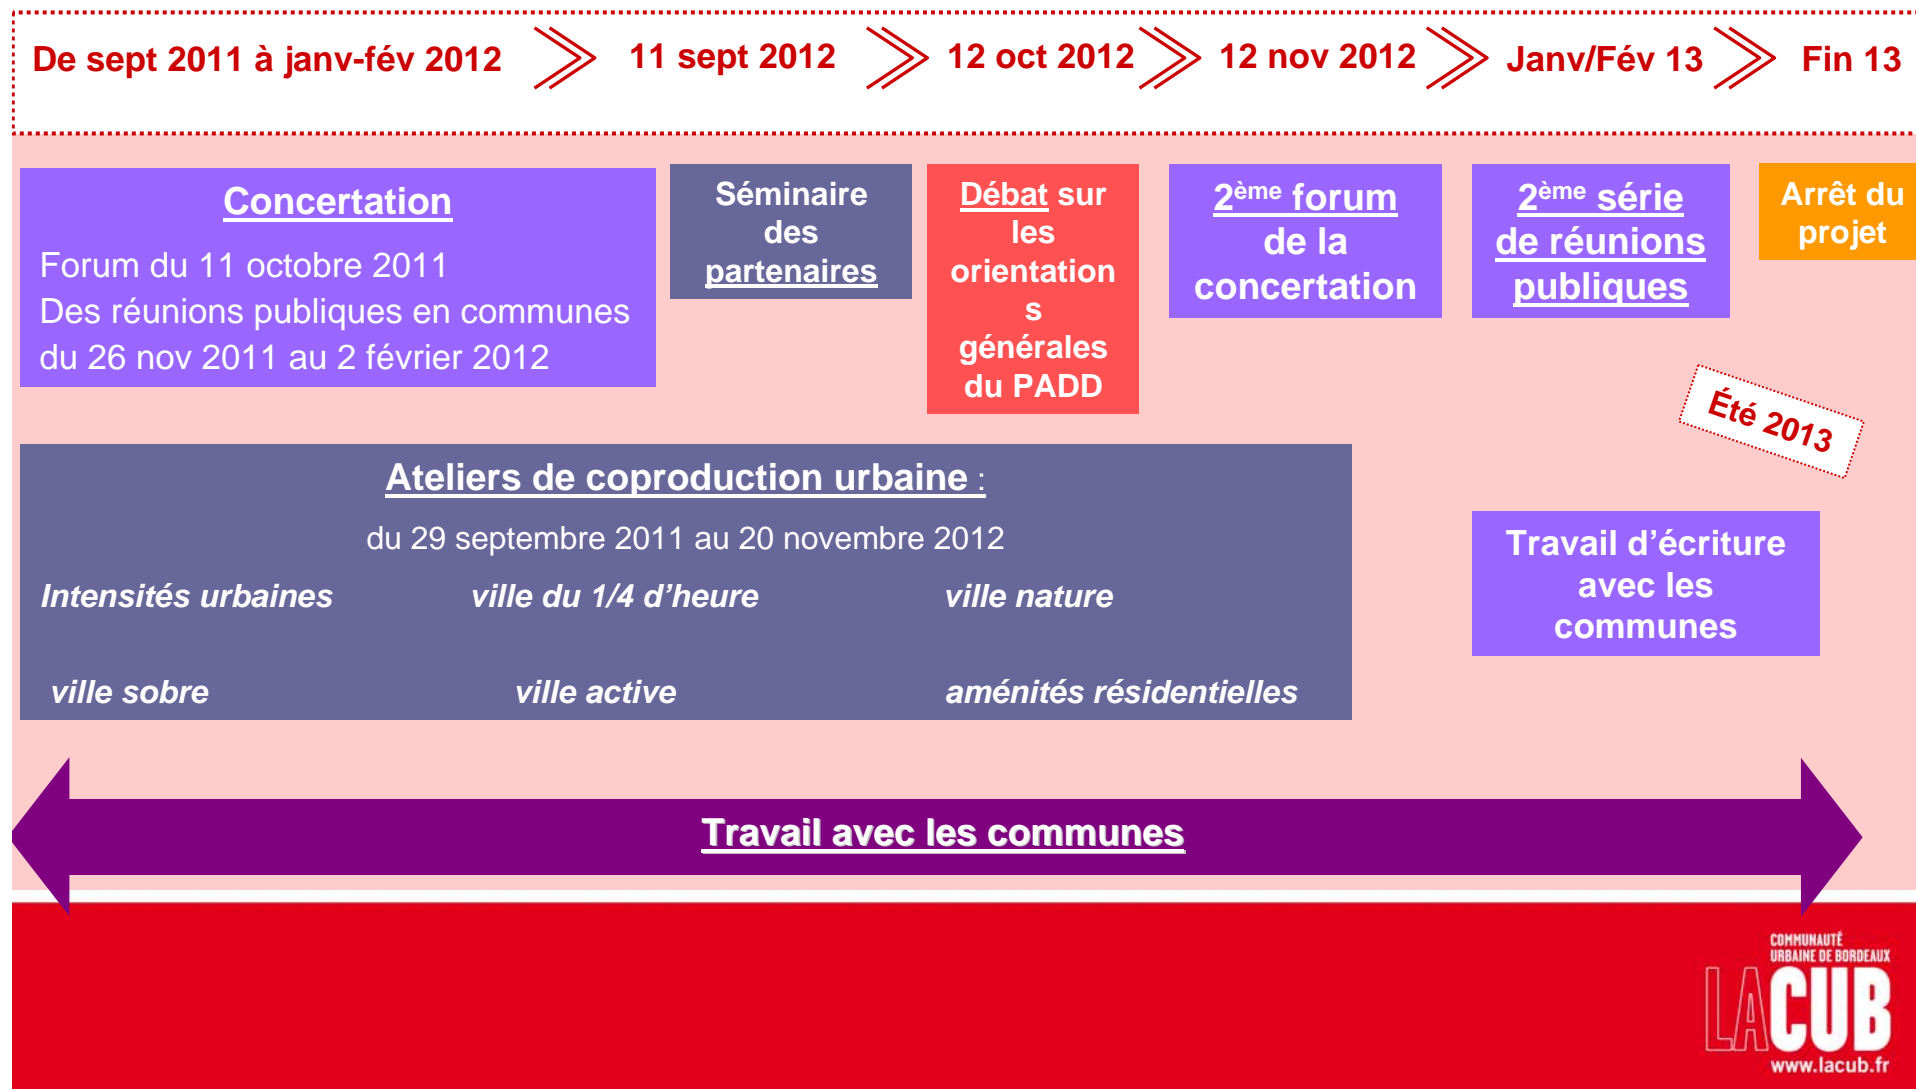 De sept 2011 à janv-fév 2012
11 sept 2012
12 oct 2012
12 nov 2012
Janv/Fév 13
Fin 13
Concertation
Forum du 11 octobre 2011
Des réunions publiques en communes
du 26 nov 2011 au 2 février 2012
Séminaire
des
partenaires
Débat sur
les
orientation
s
générales
du PADD
2ème forum
de la
concertation
2ème série
de réunions
publiques
Arrêt du
projet
Été 2013
Ateliers de coproduction urbaine :
du 29 septembre 2011 au 20 novembre 2012
Intensités urbaines
ville du 1/4 d’heure
ville nature
ville sobre
ville active
aménités résidentielles
Travail d’écriture
avec les
communes
Travail avec les communes
COMMUNAUTÉ
URBAINE DE BORDEAUX
LACUB
www.lacub.fr